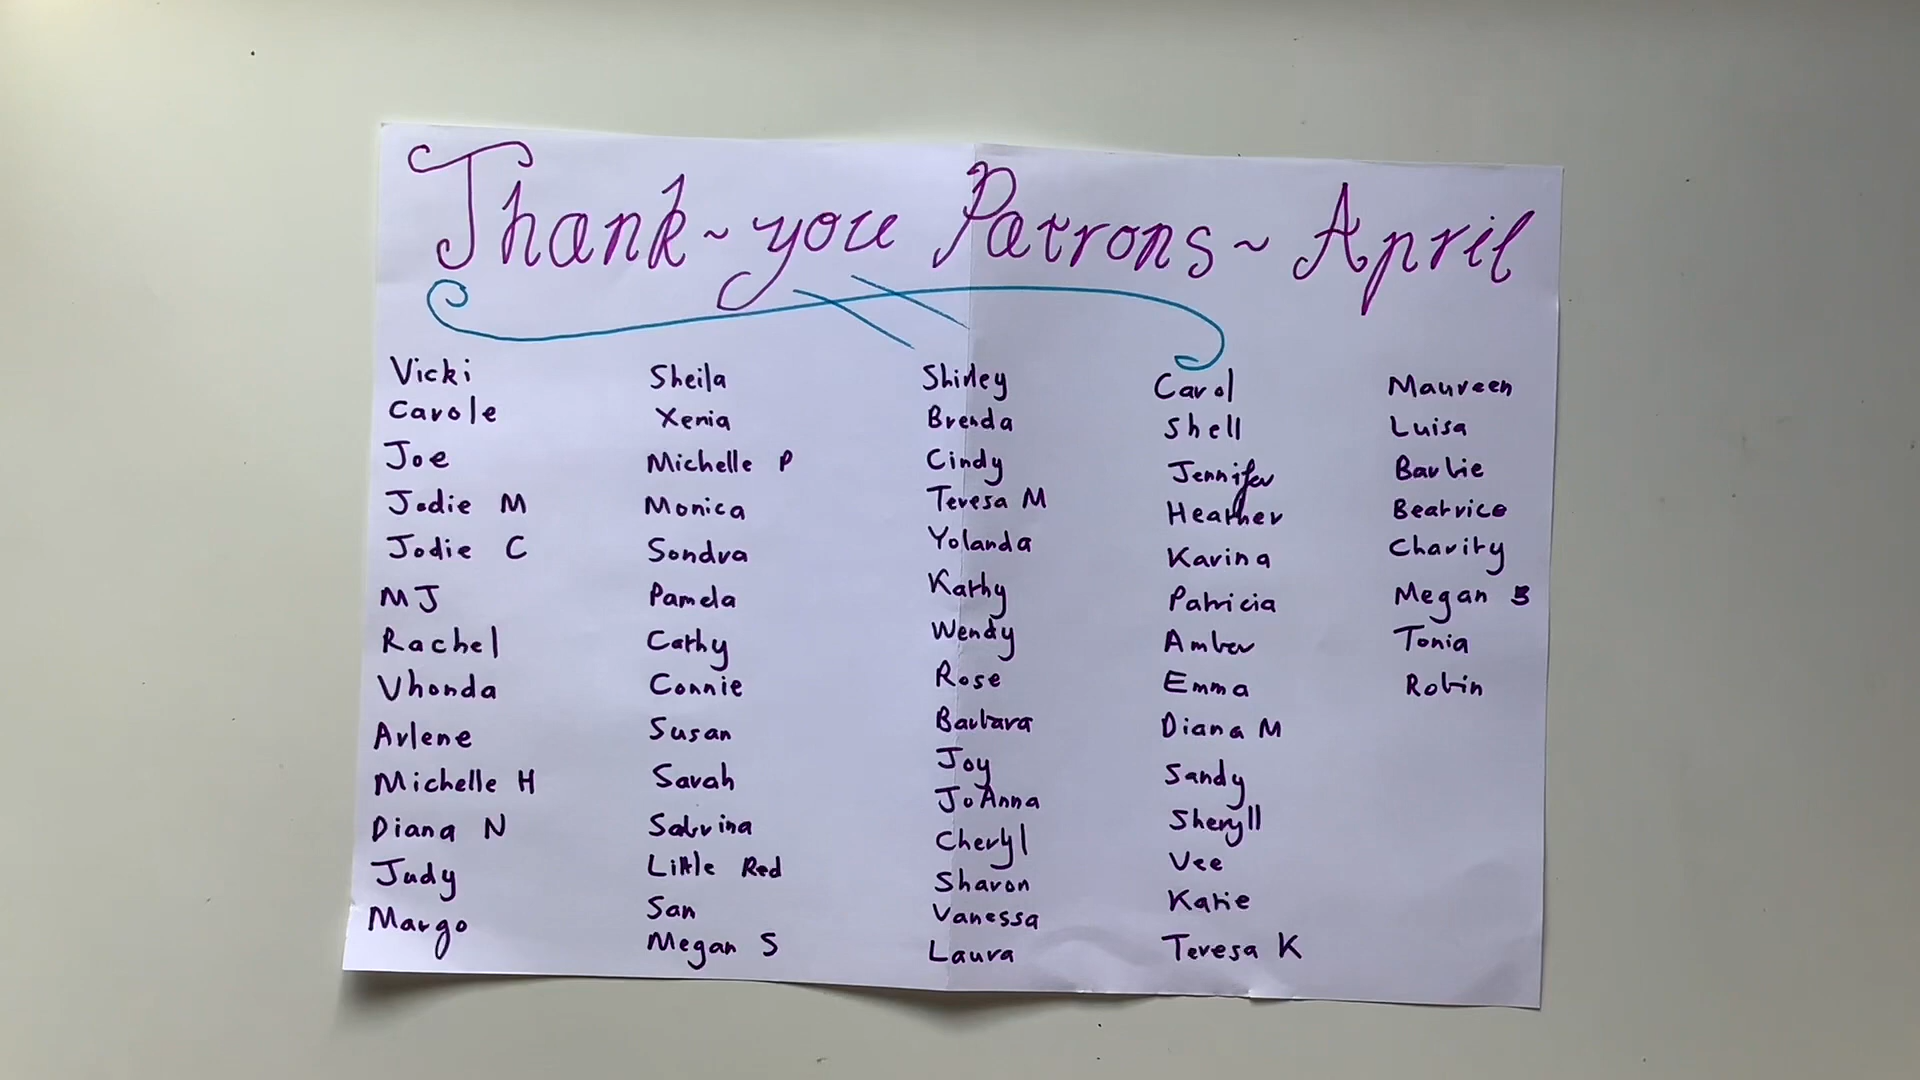 Thank~you Patrons~April
Vicki
Carole
Joe
Jodie M
Jodie C
MJ
Rachel
Vhonda
Arlene
Michelle H
Diana N
Judy
Margo
Sheila
Xenia
Michelle P
Monica
Sondra
Pamela
Cathy
Connie
Susan
Sarah
Sabrina
Little Red
San
Megan S
Shirley
Brenda
Cindy
Teresa M
Yolanda
Kathy
Wendy
Rose
Barbara
Joy
JoAnna
Cheryl
Sharon
Vanessa
Laura
Carol
Shell
Jennifer
Heather
Karina
Patricia
Amber
Emma
Diana M
Sandy
Sheryll
Vee
Katie
Teresa K
Maureen
Luisa
Barbie
Beatrice
Charity
Megan B
Tonia
Robin